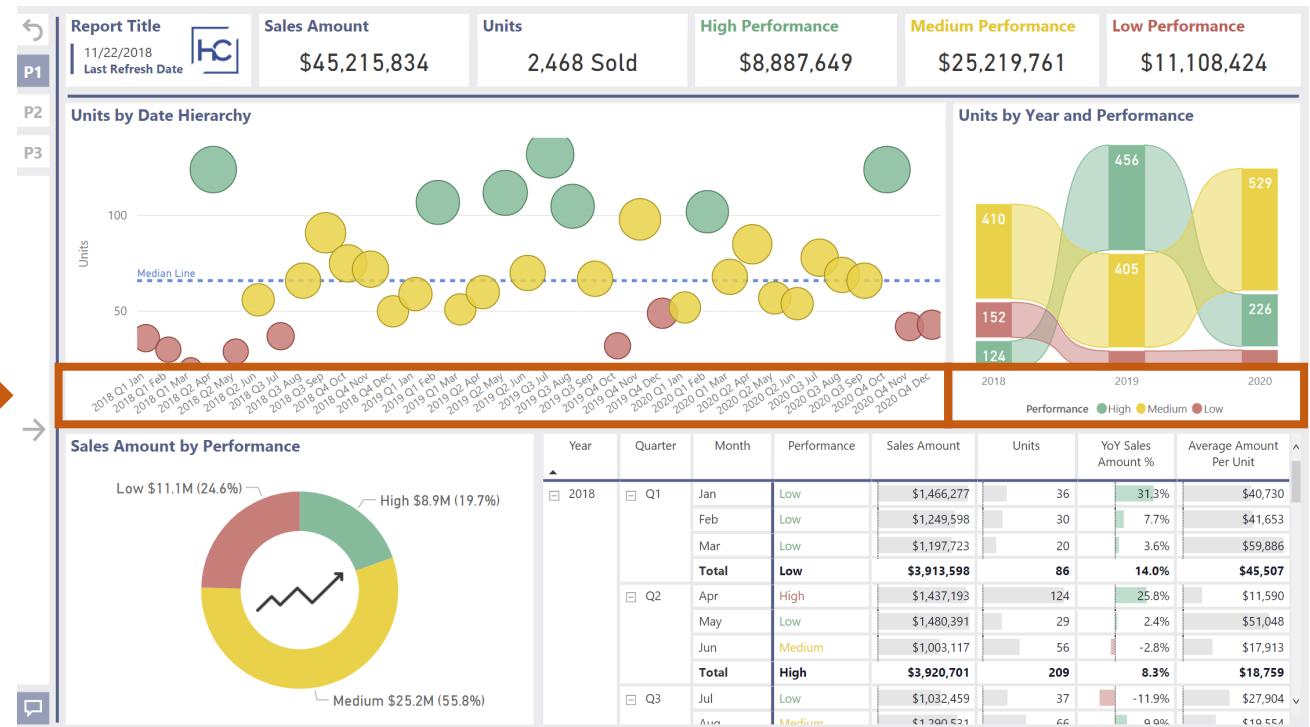 Report Title
11/22/2018
Last Refresh Date
hc
Sales Amount
$45,215,834
Units
2,468 Sold
High Performance
$8,887,649
Medium Performance
$25,219,761
Low Performance
$11,108,424
P1
P2
P3
Units by Date Hierarchy
Units
100
50
Median Line
2018 Q1 Jan
2018 Q1 Feb
2018 Q1 Mar
2018 Q2 Apr
2018 Q2 May
2018 Q2 Jun
2018 Q3 Jul
2018 Q3 Aug
2018 Q3 Sep
2018 Q4 Oct
2018 Q4 Nov
2018 Q4 Dec
2019 Q1 Jan
2019 Q1 Feb
2019 Q1 Mar
2019 Q2 Apr
2019 Q2 May
2019 Q2 Jun
2019 Q3 Jul
2019 Q3 Aug
2019 Q3 Sep
2019 Q4 Oct
2019 Q4 Nov
2019 Q4 Dec
2020 Q1 Jan
2020 Q1 Feb
2020 Q1 Mar
2020 Q2 Apr
2020 Q2 May
2020 Q2 Jun
2020 Q3 Jul
2020 Q3 Aug
2020 Q3 Sep
2020 Q4 Oct
2020 Q4 Nov
2020 Q4 Dec
Units by Year and Performance
456
529
410
405
152
226
124
2018 2019 2020
Performance High Medium Low
Sales Amount by Performance
Low $11.1M (24.6%)
High $8.9M (19.7%)
Medium $25.2M (55.8%)
Year Quarter Month Performance Sales Amount Units YoY Sales Amount % Average Amount Per Unit
2018 Q1 Jan Low $1,466,277 36 31.3% $40,730
Feb Low $1,249,598 30 7.7% $41,653
Mar Low $1,197,723 20 3.6% $59,886
Total Low $3,913,598 86 14.0% $45,507
Q2 Apr High $1,437,193 124 25.8% $11,590
May Low $1,480,391 29 2.4% $51,048
Jun Medium $1,003,117 56 -2.8% $17,913
Total High $3,920,701 209 8.3% $18,759
Q3 Jul Low $1,032,459 37 -11.9% $27,904
Aug Medium $1,290,531 66 9.9% $19,554